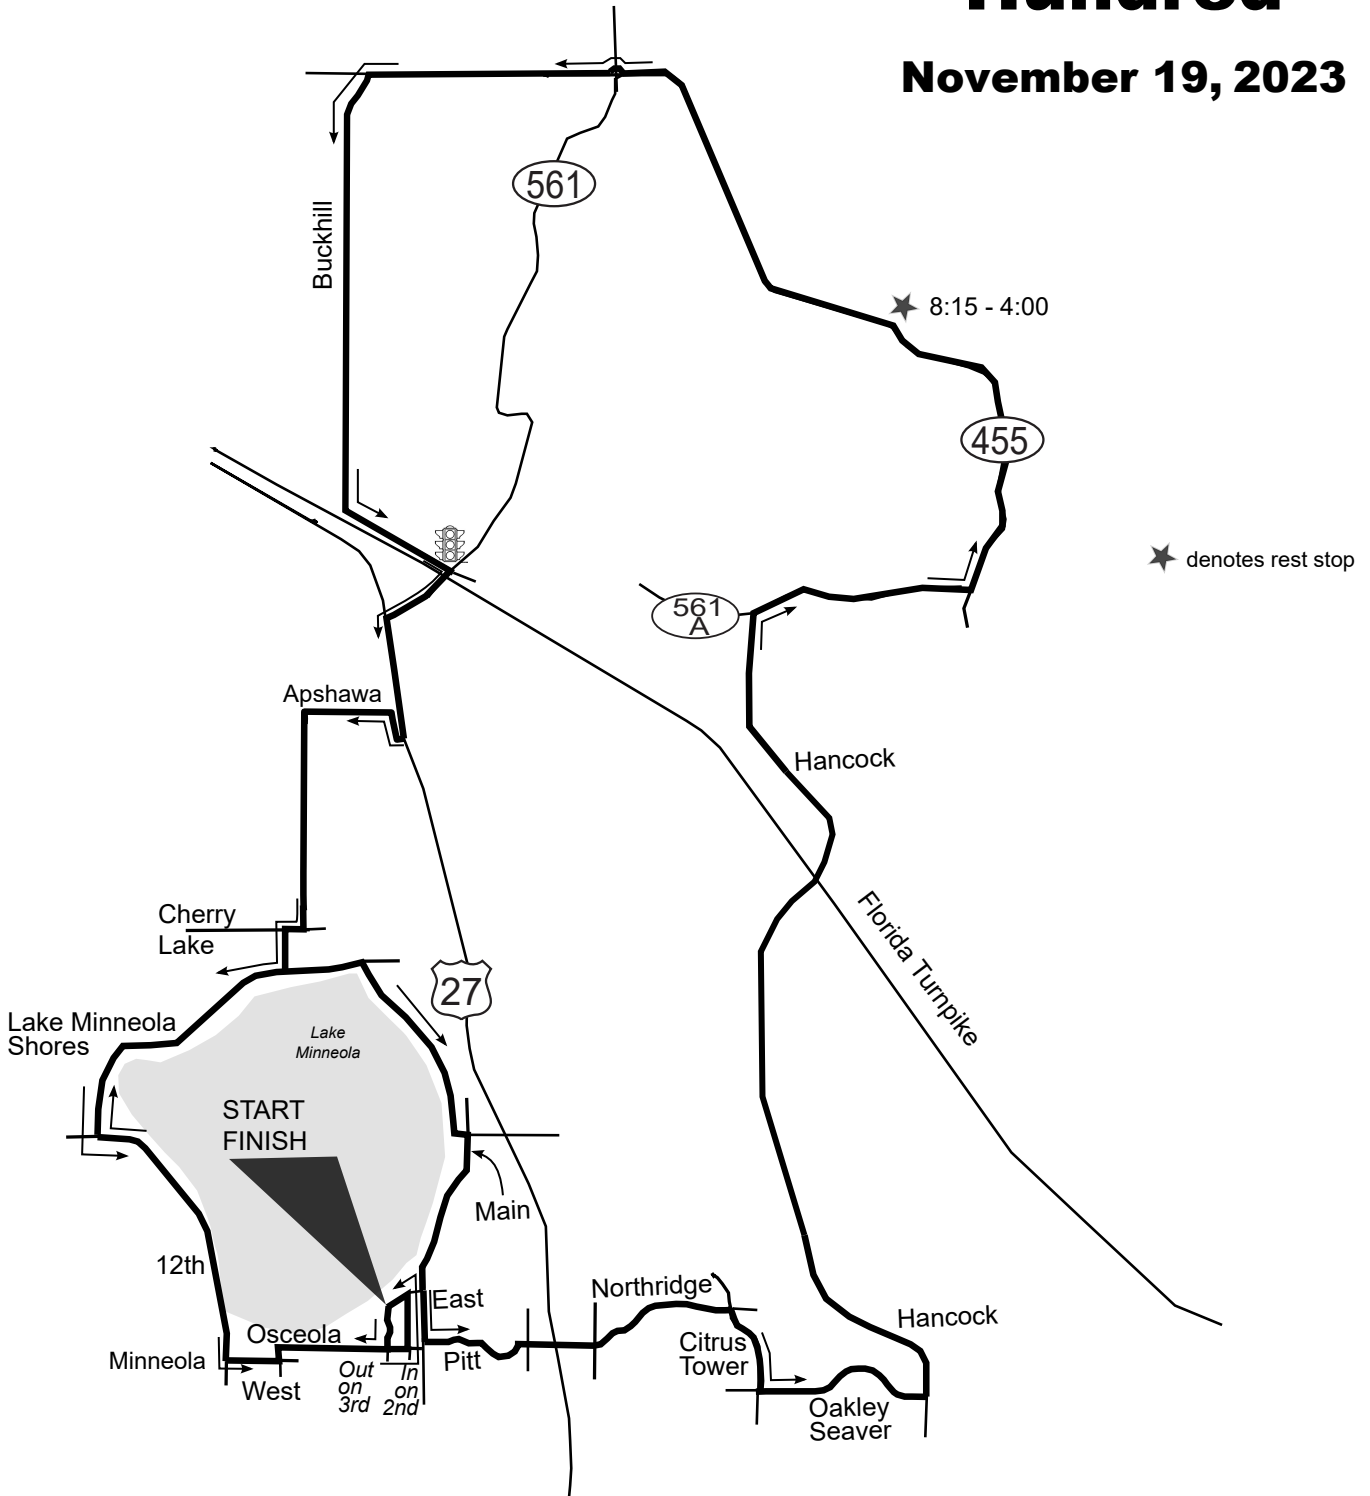 November 19, 2023
561
Buckhill
8:15 - 4:00
455
denotes rest stop
561
A
Apshawa
Hancock
Cherry
Lake
Florida Turnpike
27
Lake Minneola
Shores
Lake
Minneola
START
FINISH
Main
12th
East
Northridge
Hancock
Osceola
Citrus
Tower
Minneola
Pitt
West
Out
on
3rd
In
on
2nd
Oakley
Seaver